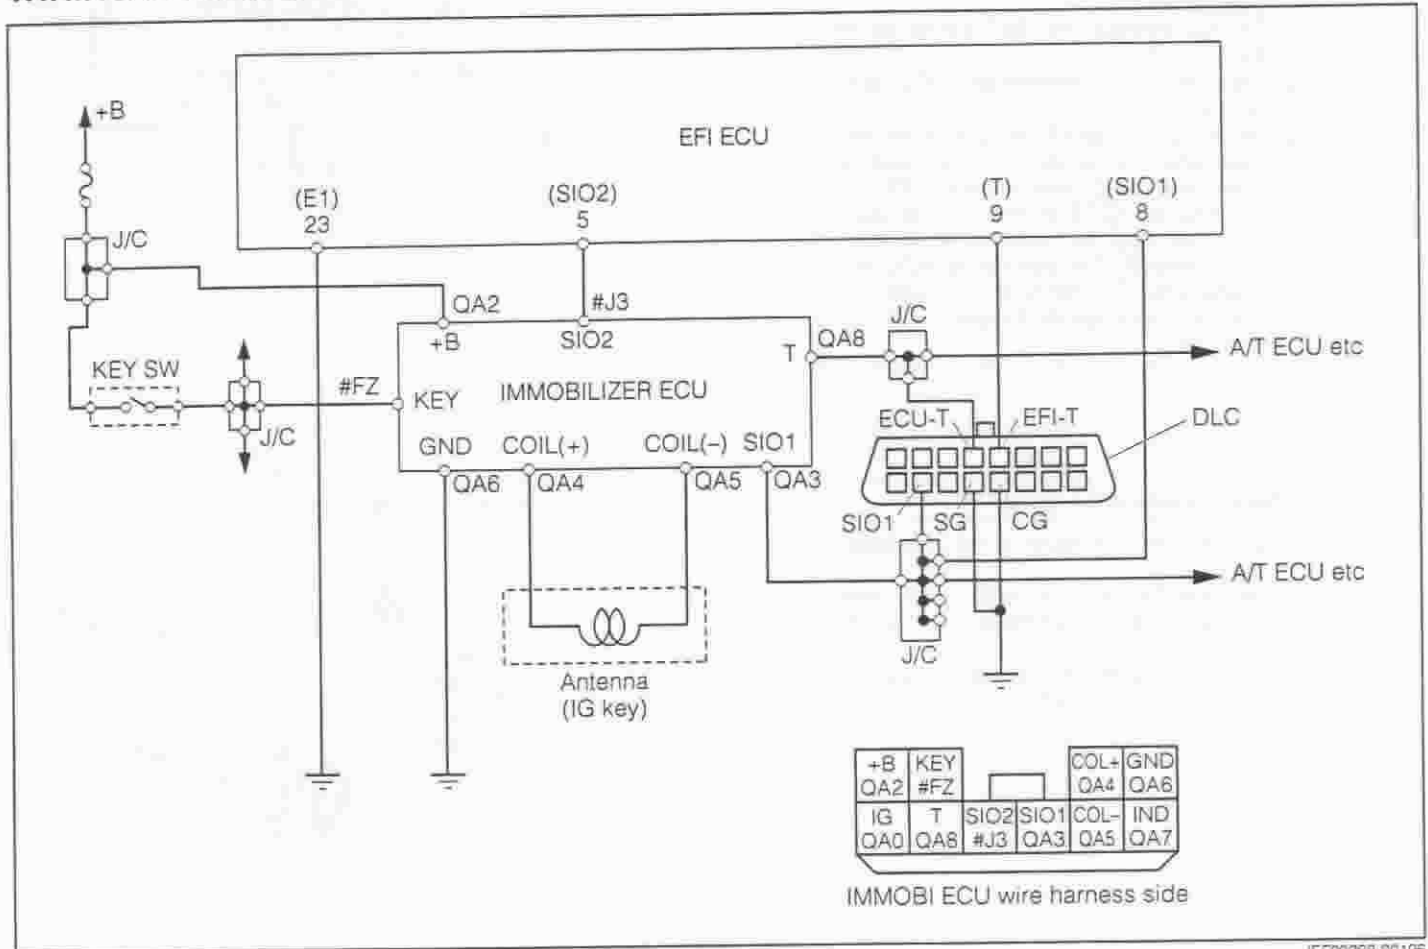 EFI ECU
+B
(E1)
23
(SIO2)
5
(T)
9
(SIO1)
8
J/C
QA2
#J3
+B
SIO2
J/C
T
QA8
A/T ECU etc
KEY SW
#FZ
KEY
IMMOBILIZER ECU
J/C
ECU-T
EFI-T
DLC
GND
COIL(+)
COIL(–)
SIO1
QA6
QA4
QA5
QA3
SIO1
SG
CG
A/T ECU etc
J/C
Antenna
(IG key)
+B KEY COL+ GND
QA2 #FZ QA4 QA6
IG T SIO2 SIO1 COL– IND
QA0 QA8 #J3 QA3 QA5 QA7
IMMOBI ECU wire harness side